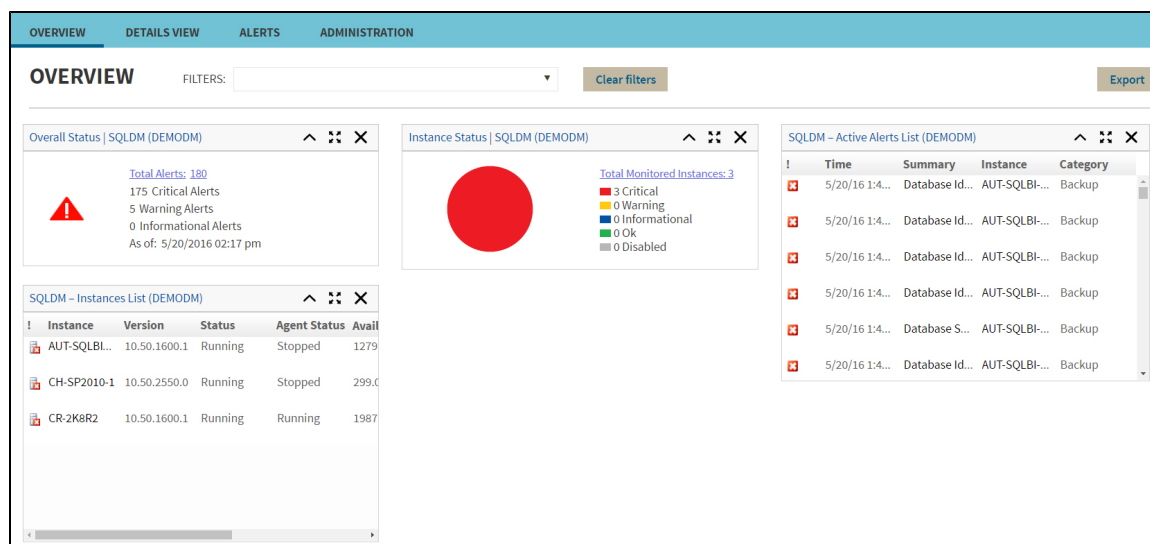 OVERVIEW DETAILS VIEW ALERTS ADMINISTRATION
OVERVIEW FILTERS: Clear filters Export
Overall Status | SQLDM (DEMODM)
Total Alerts: 180
175 Critical Alerts
5 Warning Alerts
0 Informational Alerts
As of: 5/20/2016 02:17 pm
Instance Status | SQLDM (DEMODM)
Total Monitored Instances: 3
3 Critical
0 Warning
0 Informational
0 Ok
0 Disabled
SQLDM – Active Alerts List (DEMODM)
! Time Summary Instance Category
5/20/16 1:4... Database Id... AUT-SQLBI-... Backup
5/20/16 1:4... Database Id... AUT-SQLBI-... Backup
5/20/16 1:4... Database Id... AUT-SQLBI-... Backup
5/20/16 1:4... Database Id... AUT-SQLBI-... Backup
5/20/16 1:4... Database S... AUT-SQLBI-... Backup
5/20/16 1:4... Database Id... AUT-SQLBI-... Backup
SQLDM – Instances List (DEMODM)
! Instance Version Status Agent Status Avail
AUT-SQLBI... 10.50.1600.1 Running Stopped 1279
CH-SP2010-1 10.50.2550.0 Running Stopped 299.0
CR-2K8R2 10.50.1600.1 Running Running 1987